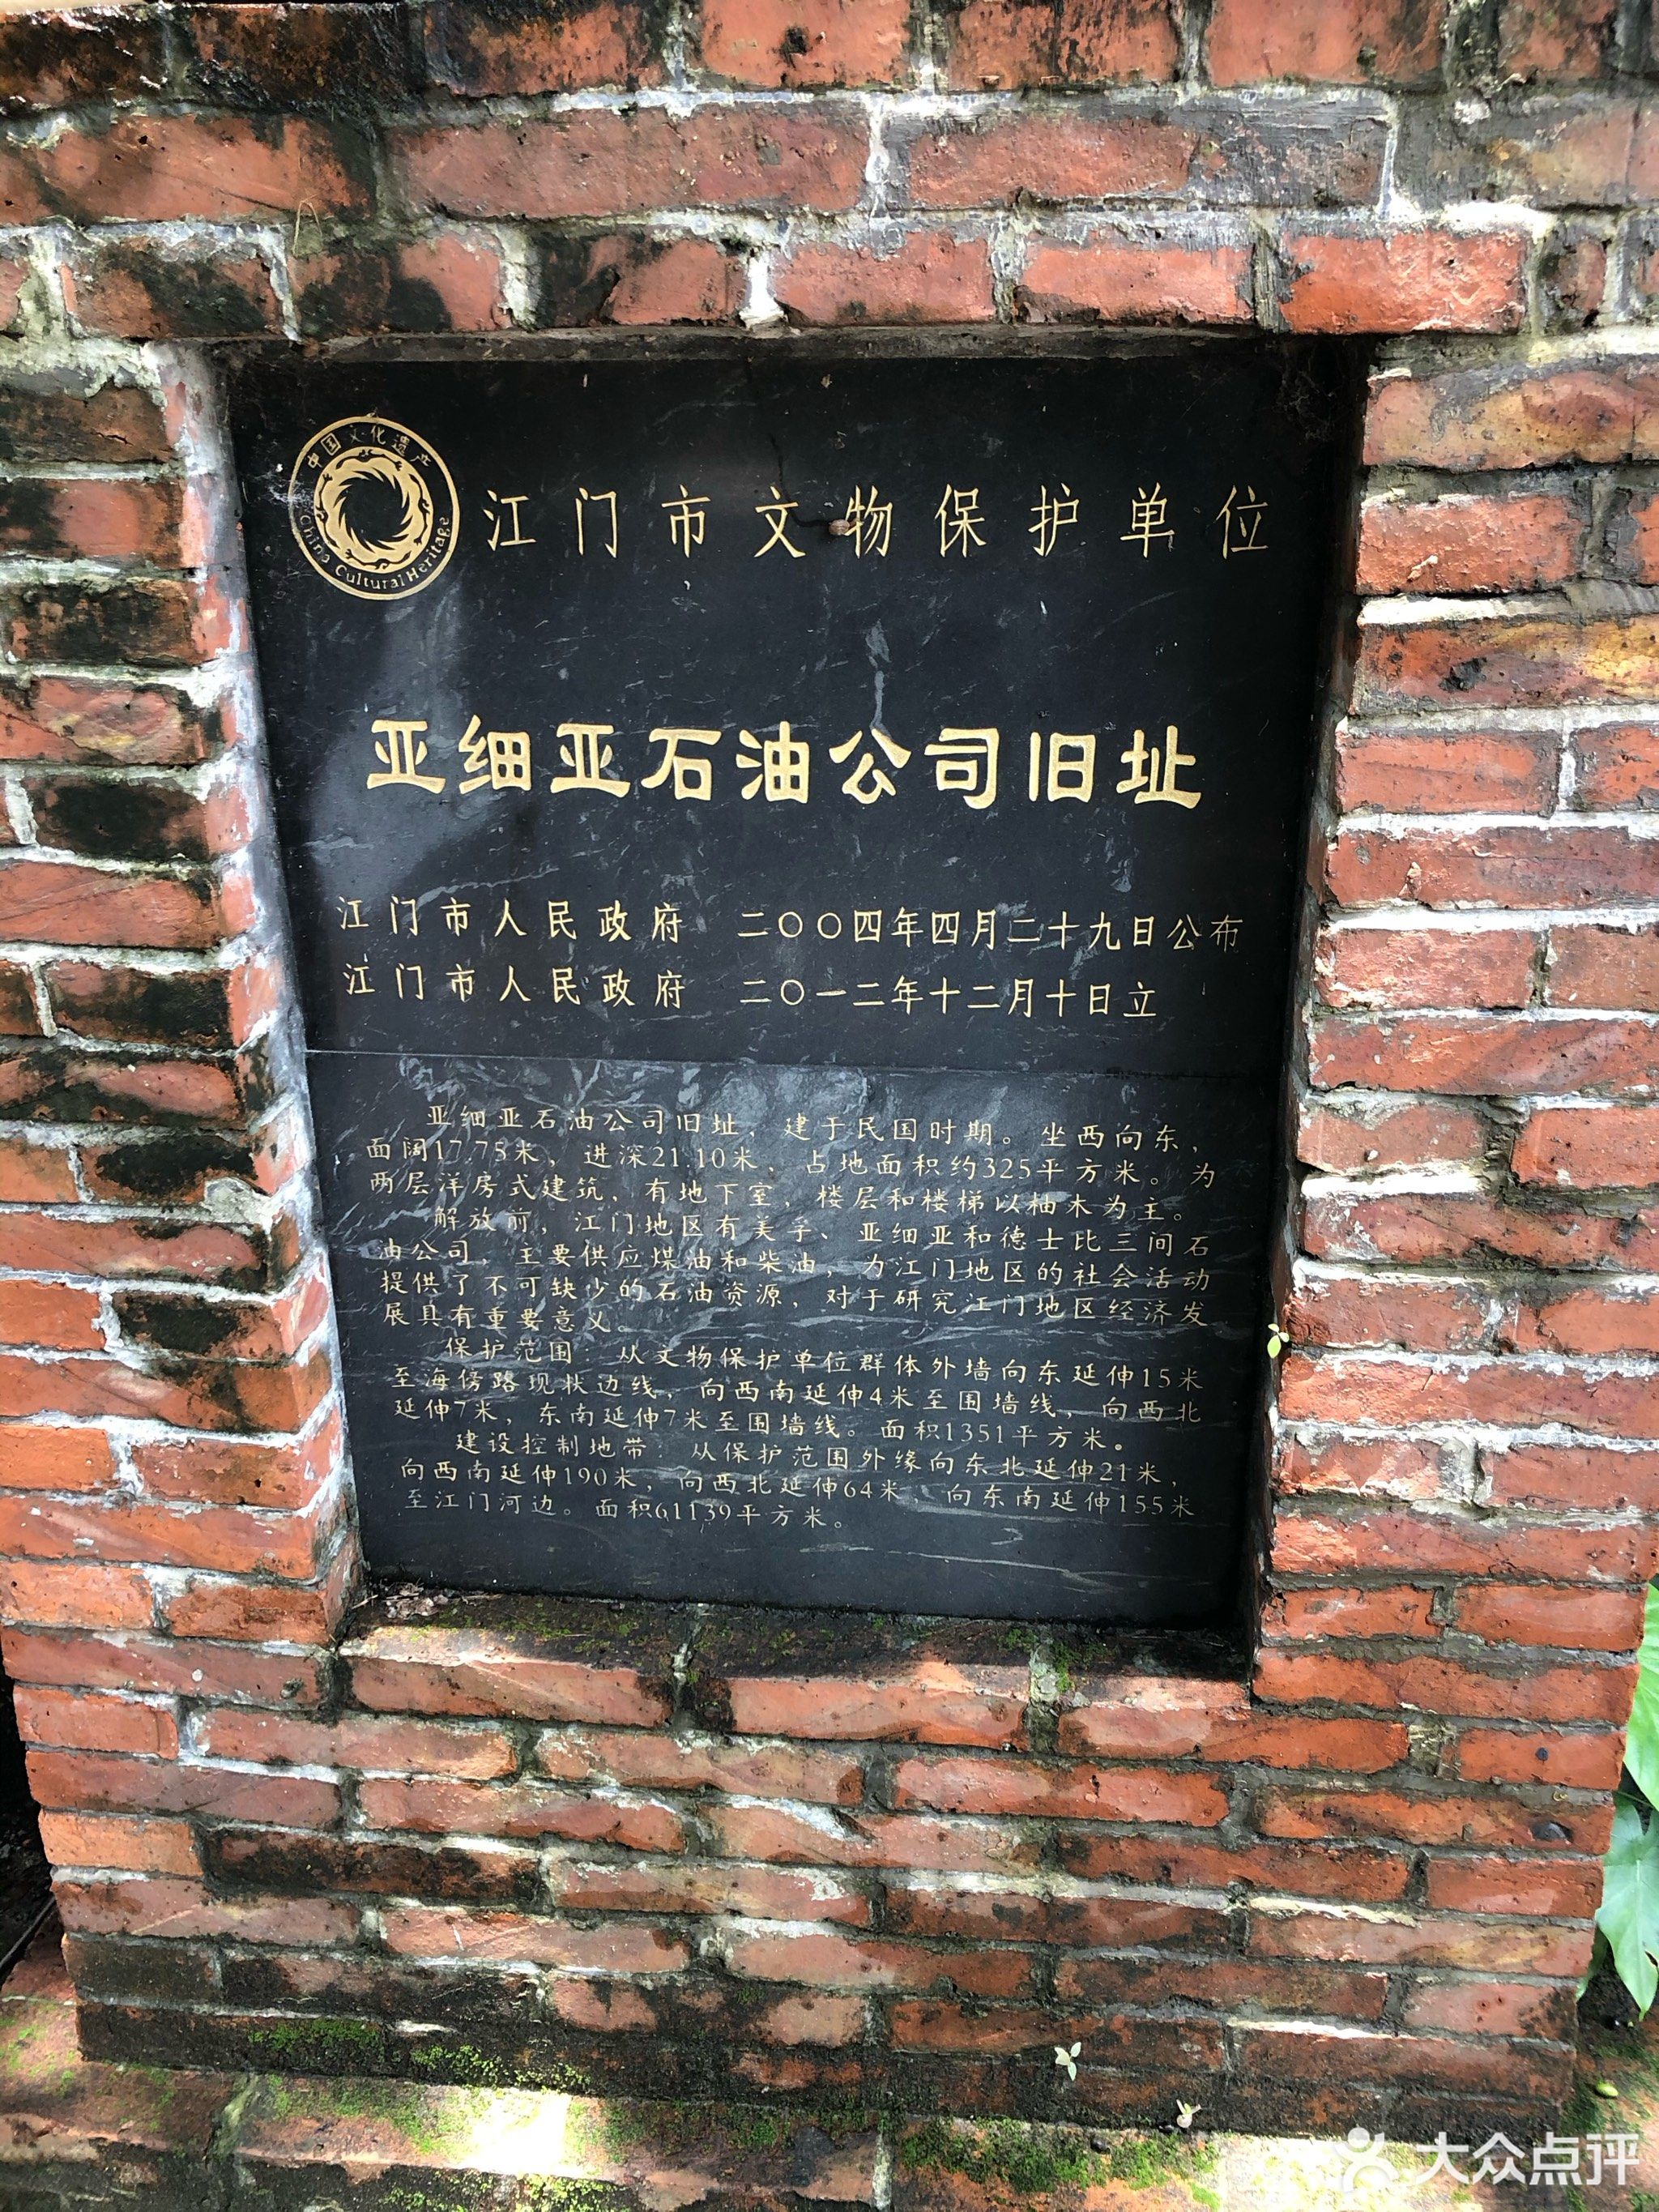 中国文化遗产
China Cultural Heritage
江门市文物保护单位
亚细亚石油公司旧址
江门市人民政府 二〇〇四年四月二十九日公布
江门市人民政府 二〇一二年十二月十日立
亚细亚石油公司旧址，建于民国时期。坐西向东，
面阔17.75米，进深21.10米，占地面积约325平方米。为
两层洋房式建筑，有地下室，楼层和楼梯以柚木为主。
解放前，江门地区有美孚、亚细亚和德士比三间石
油公司，主要供应煤油和柴油，为江门地区的社会活动
提供了不可缺少的石油资源，对于研究江门地区经济发
展具有重要意义。
保护范围：从文物保护单位群体外墙向东延伸15米
至海傍路现状边线，向西南延伸4米至围墙线，向西北
延伸7米，东南延伸7米至围墙线。面积1351平方米。
建设控制地带：从保护范围外缘向东北延伸21米，
向西南延伸190米，向西北延伸64米，向东南延伸155米
至江门河边。面积61139平方米。
大众点评